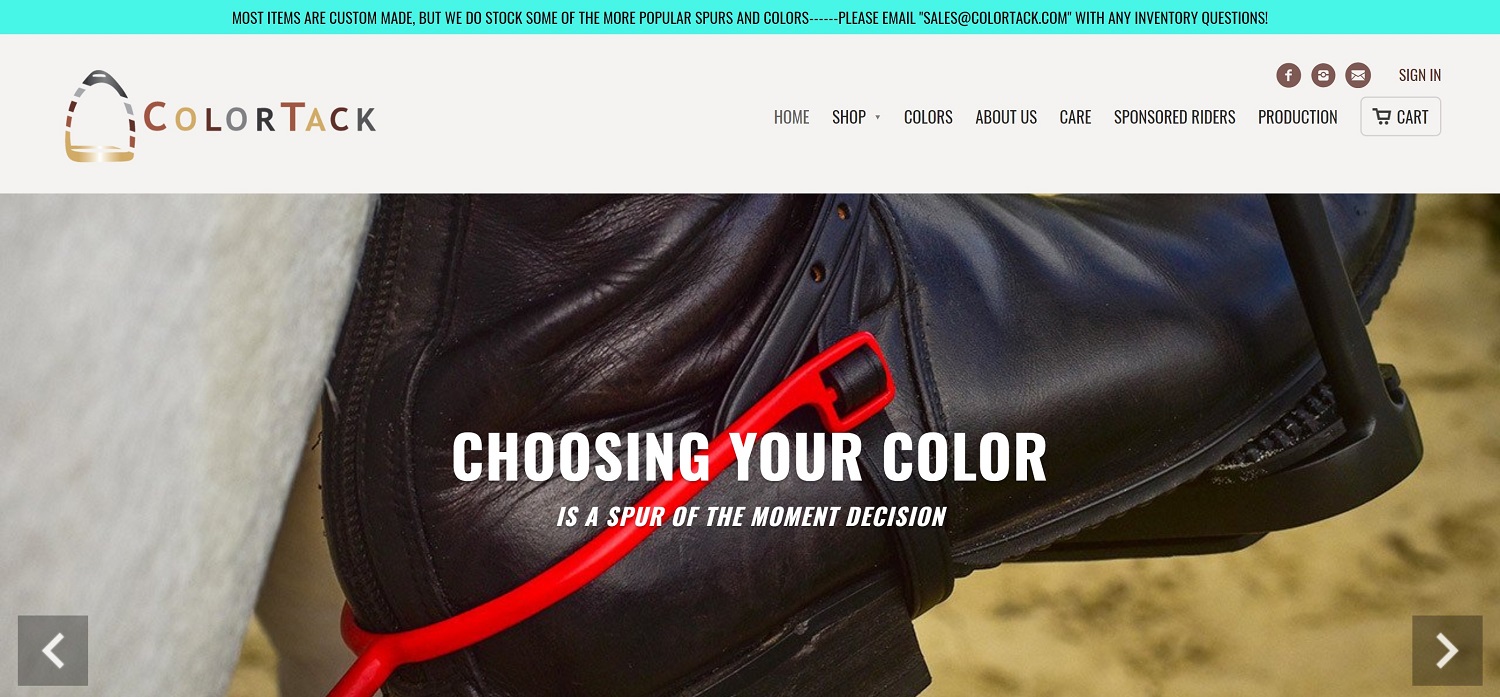 MOST ITEMS ARE CUSTOM MADE, BUT WE DO STOCK SOME OF THE MORE POPULAR SPURS AND COLORS------PLEASE EMAIL "SALES@COLORTACK.COM" WITH ANY INVENTORY QUESTIONS!
SIGN IN
COLORTACK
HOME SHOP COLORS ABOUT US CARE SPONSORED RIDERS PRODUCTION CART
CHOOSING YOUR COLOR
IS A SPUR OF THE MOMENT DECISION